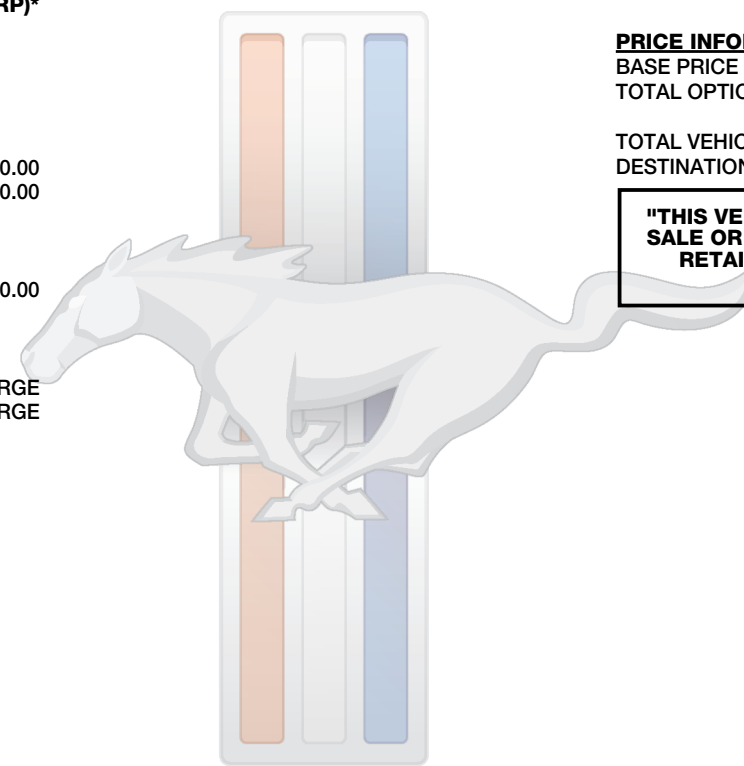 RP)*
0.00
0.00
0.00
RGE
RGE
PRICE INFO
BASE PRICE
TOTAL OPTIO
TOTAL VEHIC
DESTINATION
"THIS VE
SALE OR
RETAI